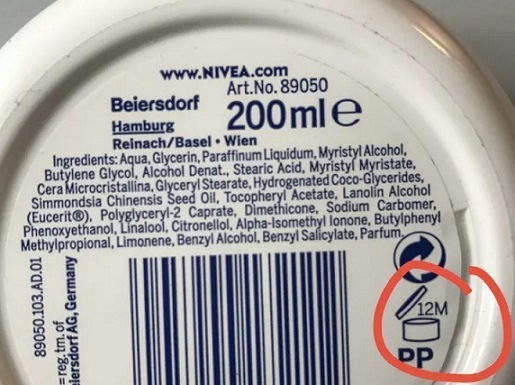 www.NIVEA.com
Art.No. 89050
Beiersdorf
200ml e
Hamburg
Reinach/Basel • Wien
Ingredients: Aqua, Glycerin, Paraffinum Liquidum, Myristyl Alcohol,
Butylene Glycol, Alcohol Denat., Stearic Acid, Myristyl Myristate,
Cera Microcristallina, Glyceryl Stearate, Hydrogenated Coco-Glycerides,
Simmondsia Chinensis Seed Oil, Tocopheryl Acetate, Lanolin Alcohol
(Eucerit®), Polyglyceryl-2 Caprate, Dimethicone, Sodium Carbomer,
Phenoxyethanol, Linalool, Citronellol, Alpha-Isomethyl Ionone, Butylphenyl
Methylpropional, Limonene, Benzyl Alcohol, Benzyl Salicylate, Parfum.
12M
PP
89050.103.AD.01
=reg.tm.of
eiersdorf AG, Germany